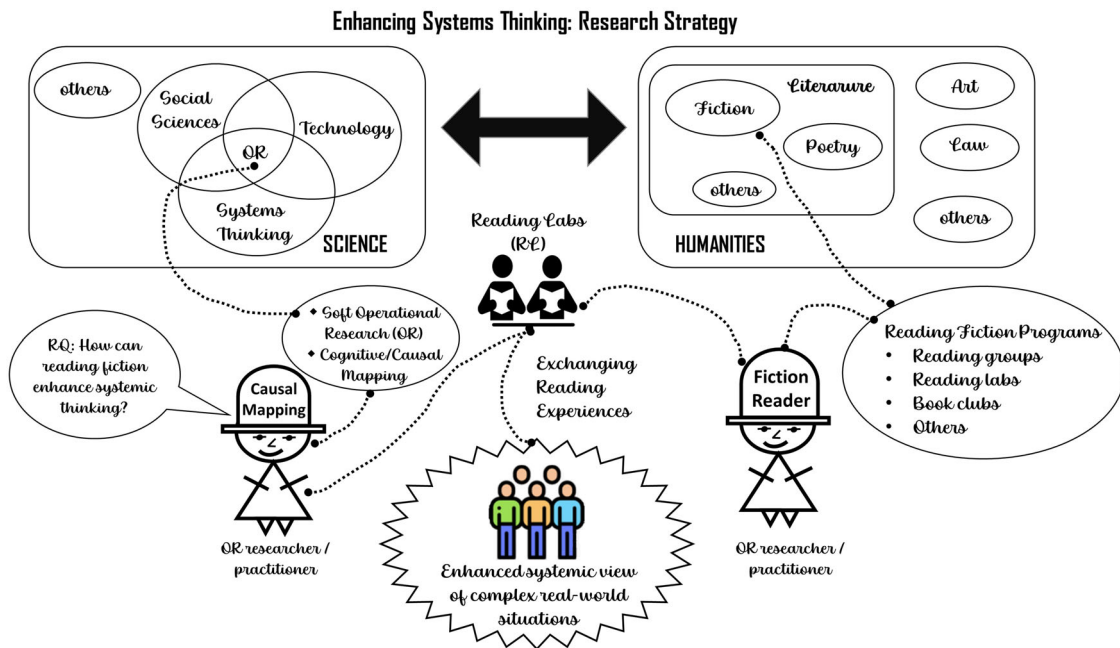 Enhancing Systems Thinking: Research Strategy
others
Social
Sciences
Technology
OR
Systems
Thinking
SCIENCE
Literarure
Fiction
Poetry
others
Art
Law
others
HUMANITIES
Reading Labs
(RL)
RQ: How can
reading fiction
enhance systemic
thinking?
◆ Soft Operational
Research (OR)
◆ Cognitive/Causal
Mapping
Causal
Mapping
OR researcher /
practitioner
Exchanging
Reading
Experiences
Enhanced systemic view
of complex real-world
situations
Fiction
Reader
OR researcher /
practitioner
Reading Fiction Programs
• Reading groups
• Reading labs
• Book clubs
• Others